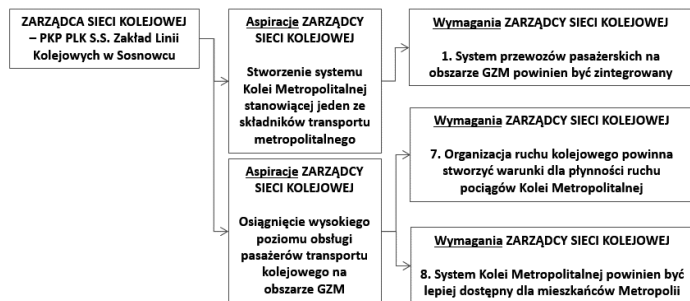 ZARZĄDCA SIECI KOLEJOWEJ
– PKP PLK S.S. Zakład Linii
Kolejowych w Sosnowcu
Aspiracje ZARZĄDCY
SIECI KOLEJOWEJ
Stworzenie systemu
Kolei Metropolitalnej
stanowiącej jeden ze
składników transportu
metropolitalnego
Aspiracje ZARZĄDCY
SIECI KOLEJOWEJ
Osiągnięcie wysokiego
poziomu obsługi
pasażerów transportu
kolejowego na
obszarze GZM
Wymagania ZARZĄDCY SIECI KOLEJOWEJ
1. System przewozów pasażerskich na
obszarze GZM powinien być zintegrowany
Wymagania ZARZĄDCY SIECI KOLEJOWEJ
7. Organizacja ruchu kolejowego powinna
stworzyć warunki dla płynności ruchu
pociągów Kolei Metropolitalnej
Wymagania ZARZĄDCY SIECI KOLEJOWEJ
8. System Kolei Metropolitalnej powinien być
lepiej dostępny dla mieszkańców Metropolii